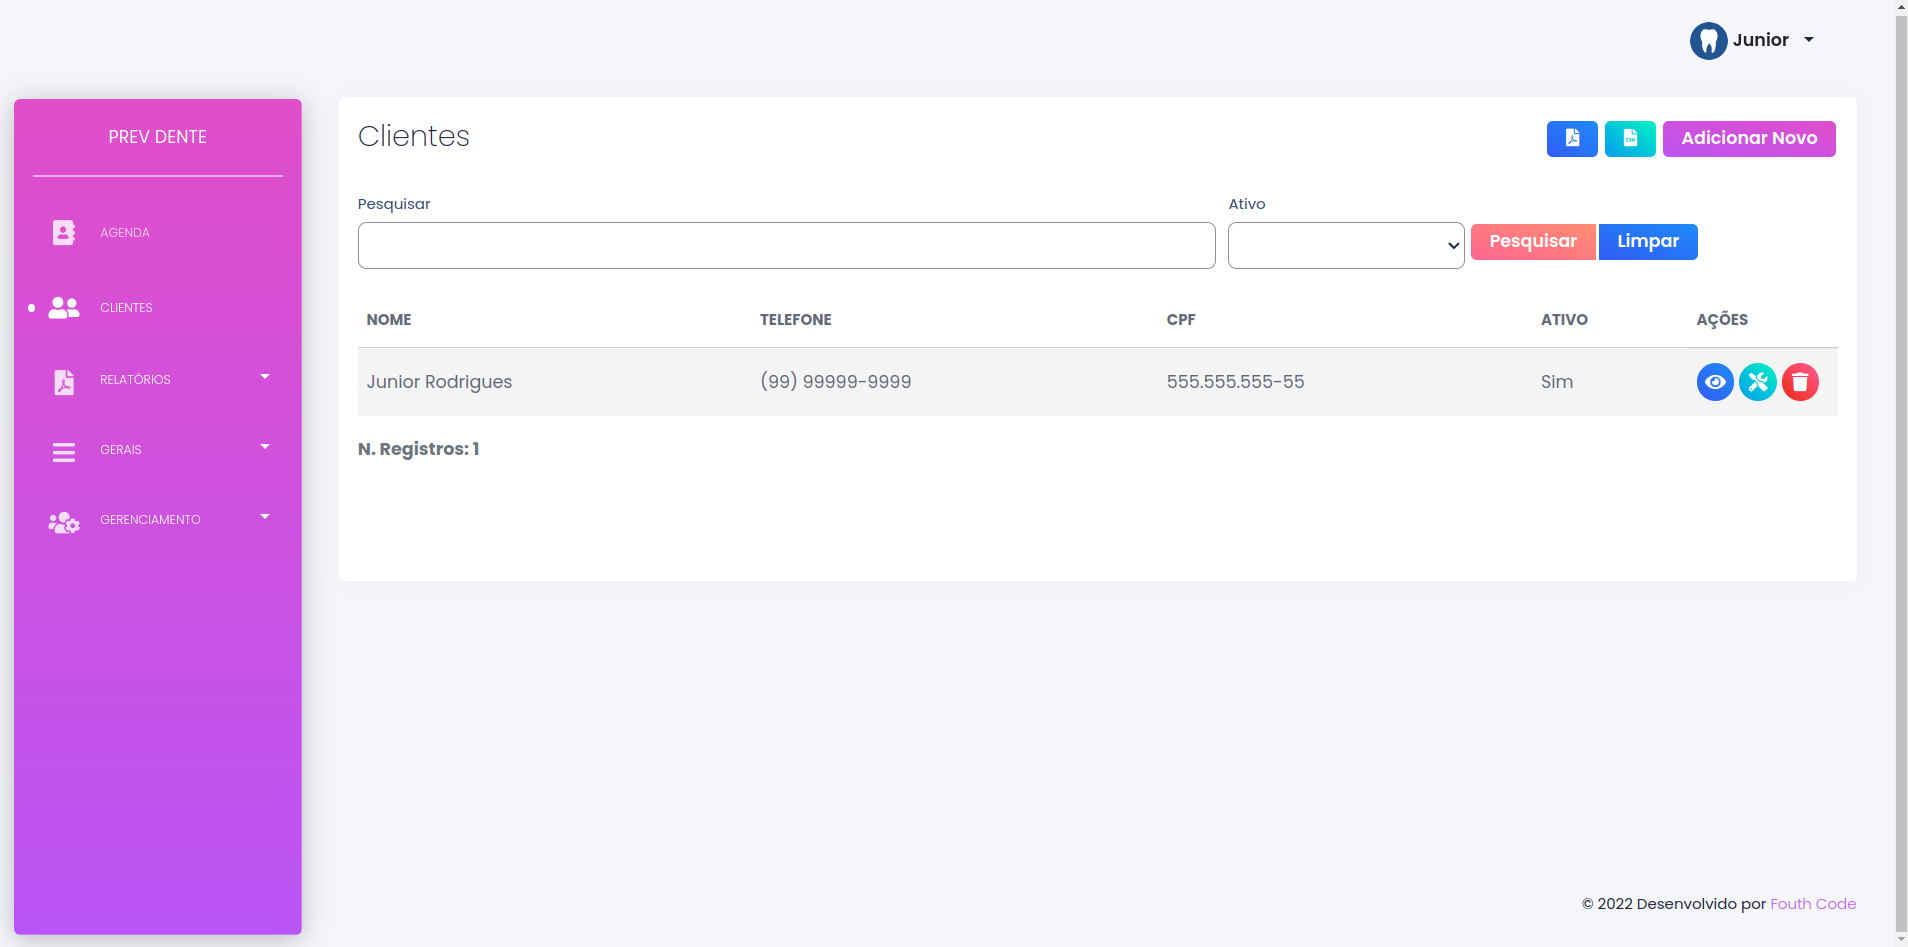 Junior
PREV DENTE
AGENDA
CLIENTES
RELATÓRIOS
GERAIS
GERENCIAMENTO
Clientes
CSV
Adicionar Novo
Pesquisar
Ativo
Pesquisar
Limpar
NOME TELEFONE CPF ATIVO AÇÕES
Junior Rodrigues (99) 99999-9999 555.555.555-55 Sim
N. Registros: 1
© 2022 Desenvolvido por Fouth Code